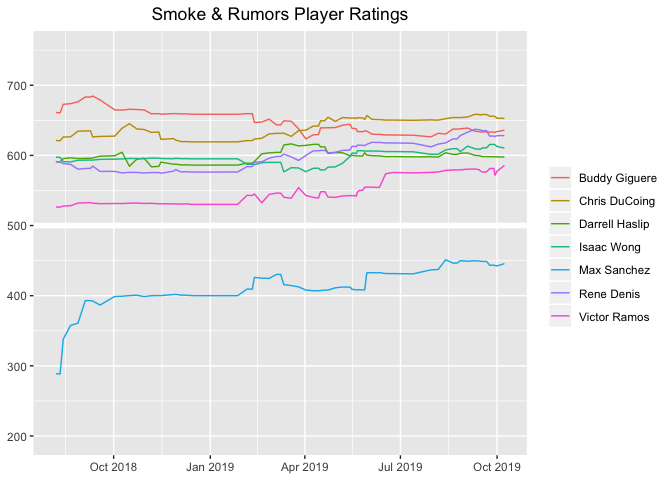 Smoke & Rumors Player Ratings
700
600
500
400
300
200
Oct 2018
Jan 2019
Apr 2019
Jul 2019
Oct 2019
Buddy Giguere
Chris DuCoing
Darrell Haslip
Isaac Wong
Max Sanchez
Rene Denis
Victor Ramos